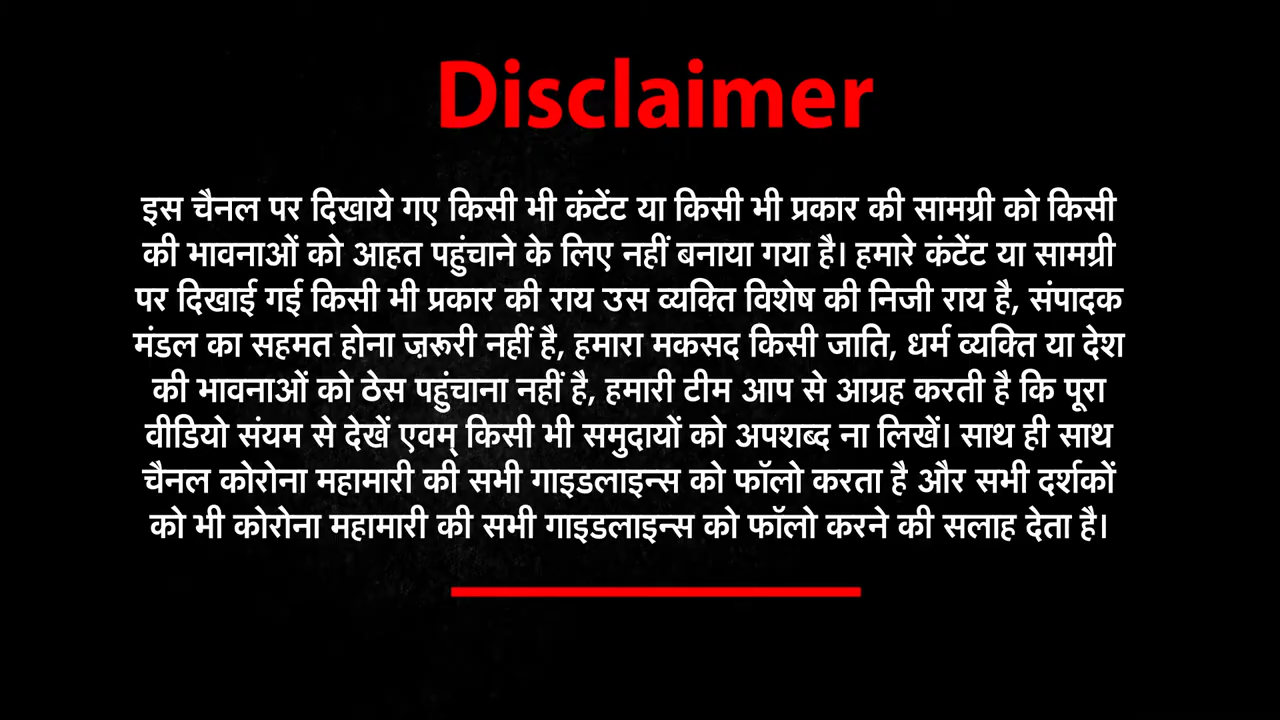 Disclaimer
इस चैनल पर दिखाये गए किसी भी कंटेंट या किसी भी प्रकार की सामग्री को किसी
की भावनाओं को आहत पहुंचाने के लिए नहीं बनाया गया है। हमारे कंटेंट या सामग्री
पर दिखाई गई किसी भी प्रकार की राय उस व्यक्ति विशेष की निजी राय है, संपादक
मंडल का सहमत होना ज़रूरी नहीं है, हमारा मकसद किसी जाति, धर्म व्यक्ति या देश
की भावनाओं को ठेस पहुंचाना नहीं है, हमारी टीम आप से आग्रह करती है कि पूरा
वीडियो संयम से देखें एवम् किसी भी समुदायों को अपशब्द ना लिखें। साथ ही साथ
चैनल कोरोना महामारी की सभी गाइडलाइन्स को फॉलो करता है और सभी दर्शकों
को भी कोरोना महामारी की सभी गाइडलाइन्स को फॉलो करने की सलाह देता है।